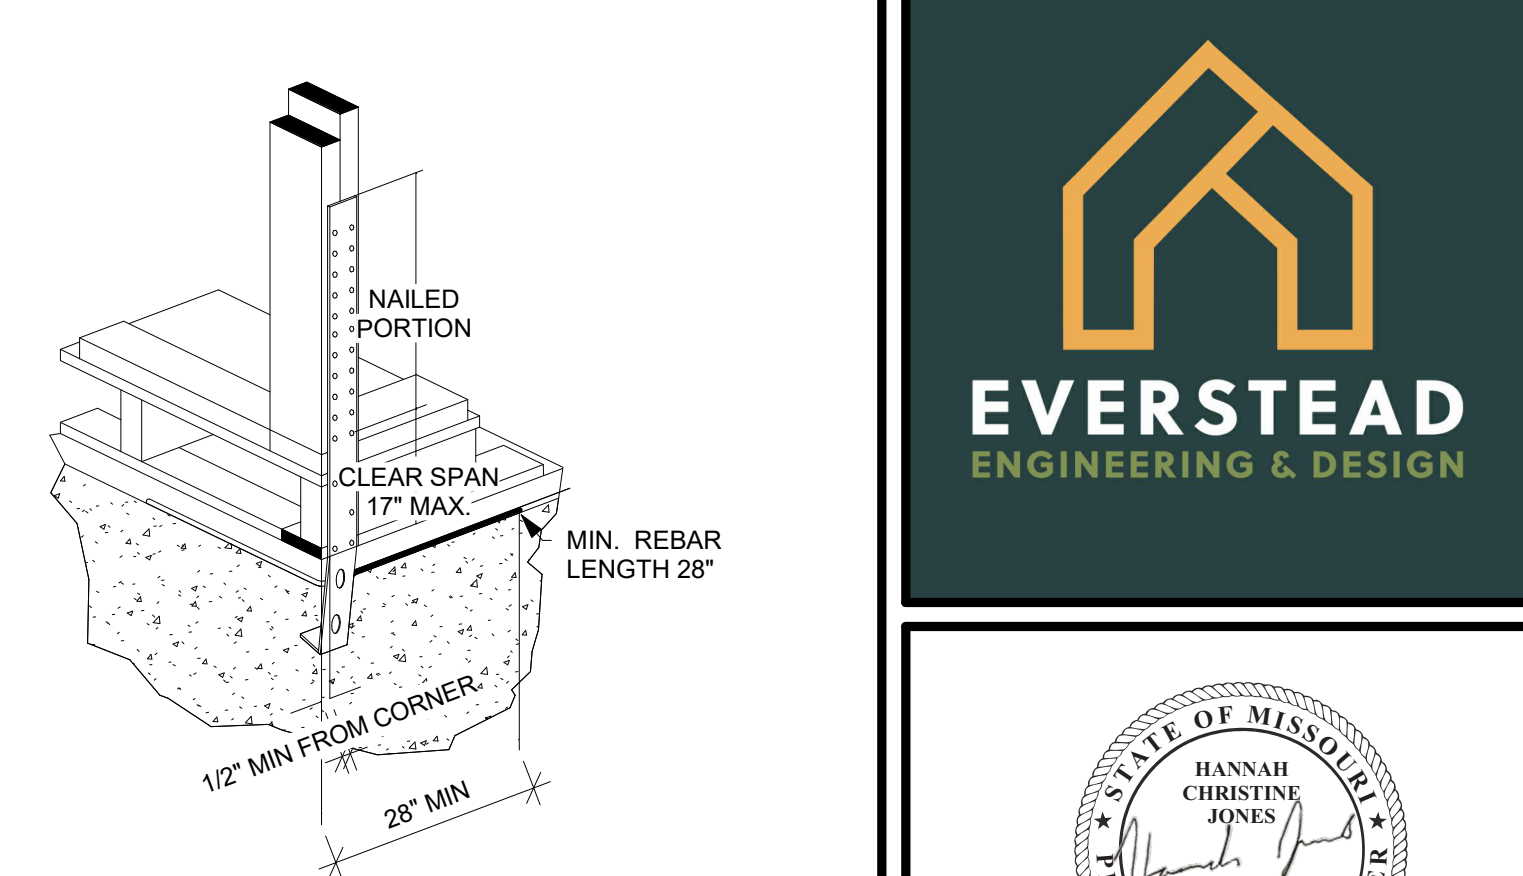 NAILED
PORTION
CLEAR SPAN
17" MAX.
MIN. REBAR
LENGTH 28"
1/2" MIN FROM CORNER
28" MIN
EVERSTEAD
ENGINEERING & DESIGN
STATE OF MISSOURI
HANNAH
CHRISTINE
JONES